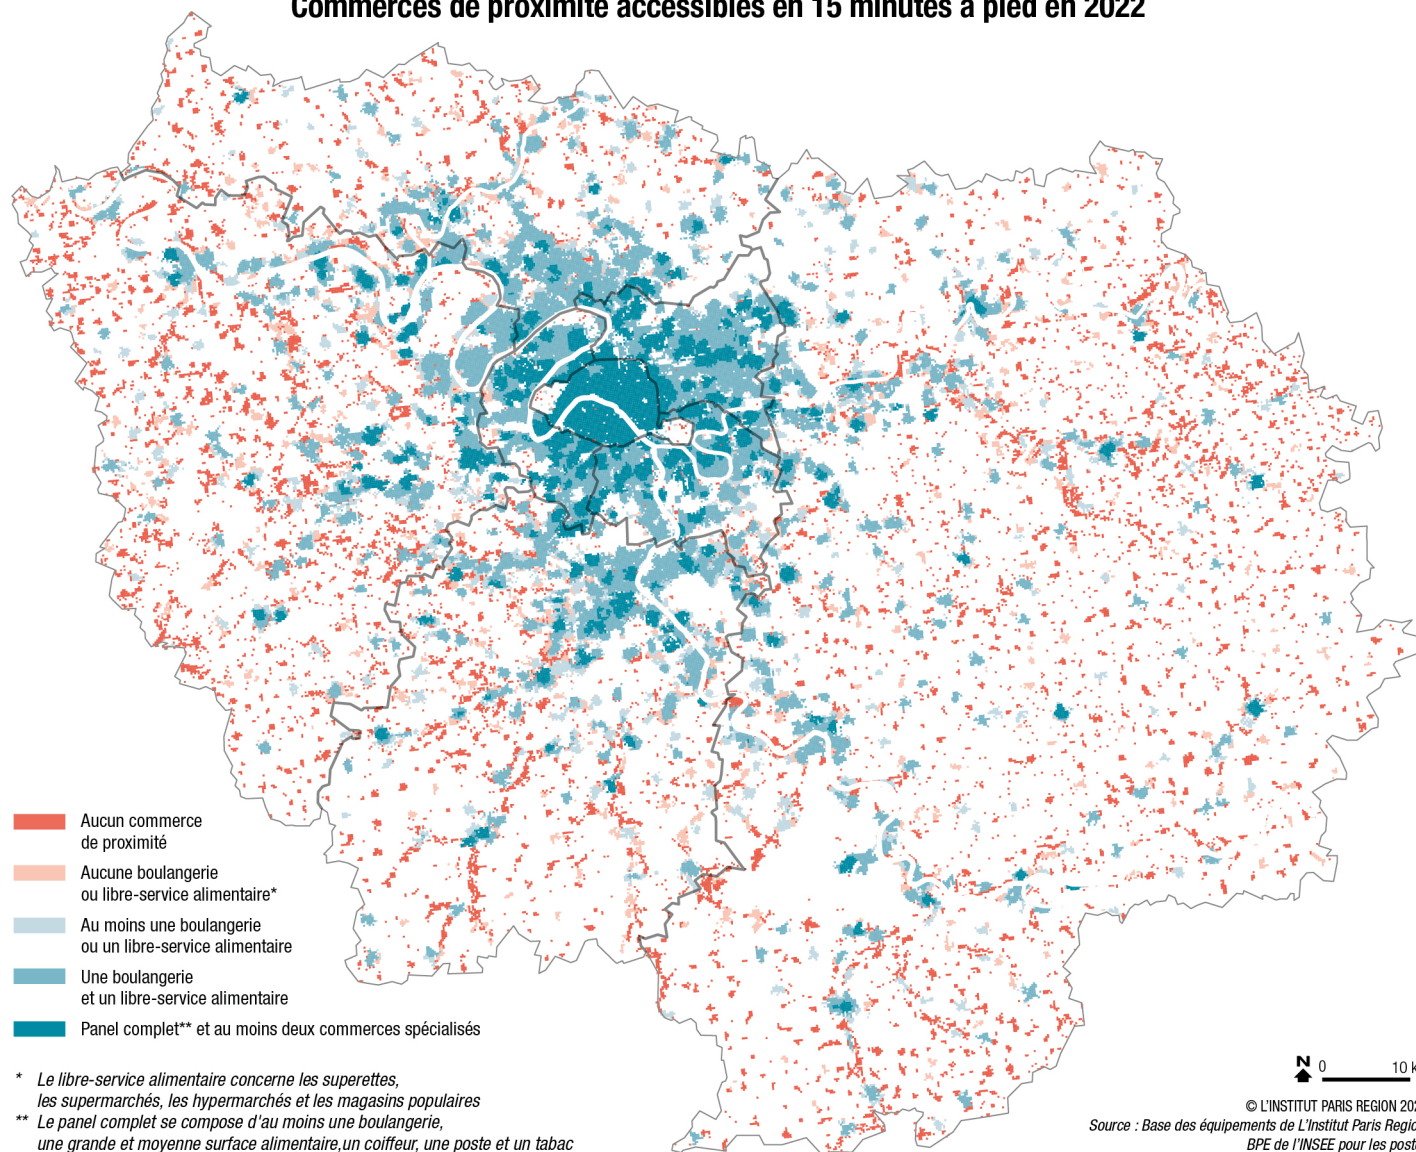 Commerces de proximité accessibles en 15 minutes à pied en 2022
Aucun commerce
de proximité
Aucune boulangerie
ou libre-service alimentaire*
Au moins une boulangerie
ou un libre-service alimentaire
Une boulangerie
et un libre-service alimentaire
Panel complet** et au moins deux commerces spécialisés
* Le libre-service alimentaire concerne les superettes,
les supermarchés, les hypermarchés et les magasins populaires
** Le panel complet se compose d'au moins une boulangerie,
une grande et moyenne surface alimentaire,un coiffeur, une poste et un tabac
N 0 10 k
© L'INSTITUT PARIS REGION 202
Source : Base des équipements de L'Institut Paris Regio
BPE de l'INSEE pour les post